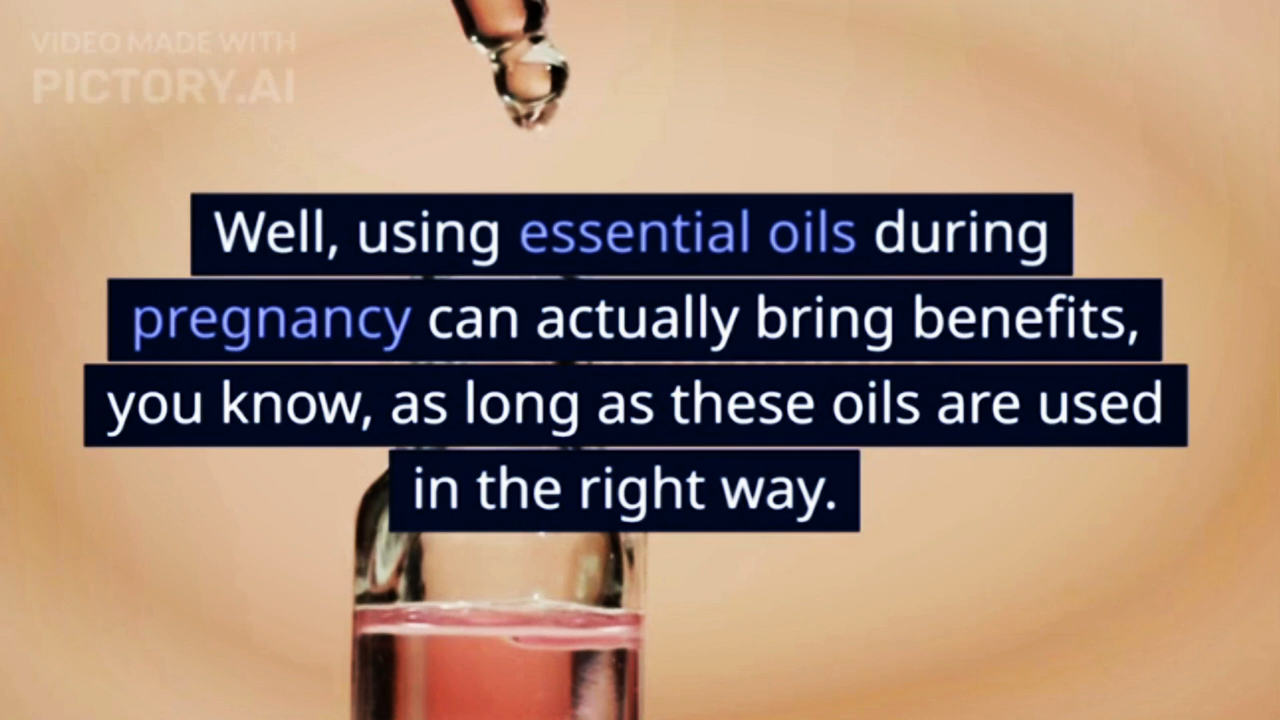 VIDEO MADE WITH
PICTORY.AI
Well, using essential oils during
pregnancy can actually bring benefits,
you know, as long as these oils are used
in the right way.